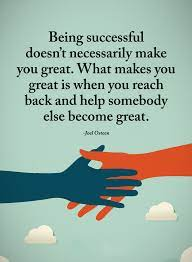 Being successful
doesn't necessarily make
you great. What makes you
great is when you reach
back and help somebody
else become great.
-Joel Osteen